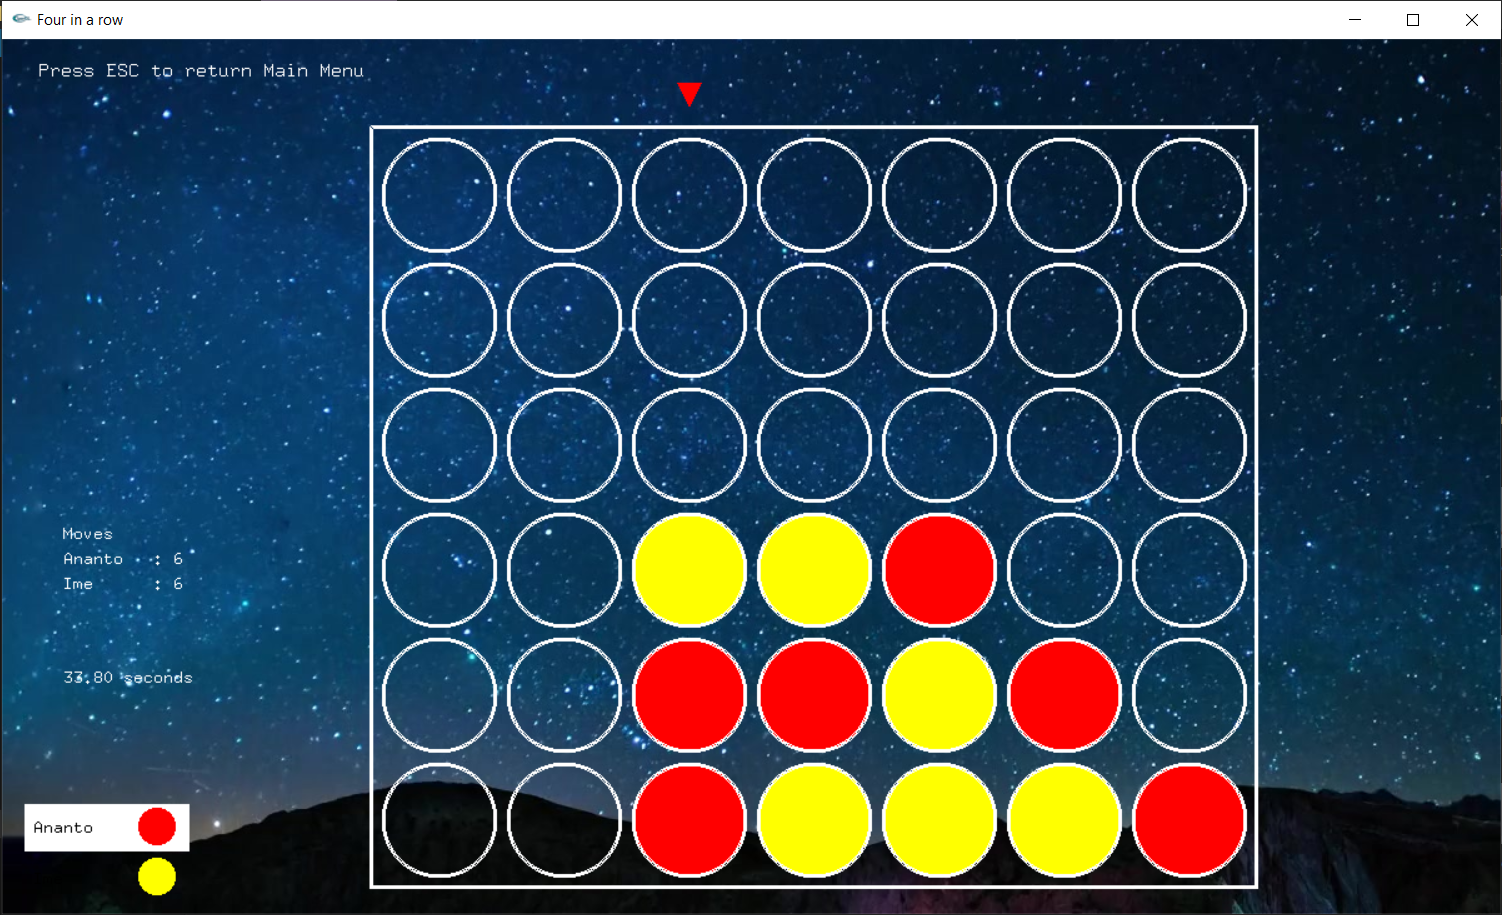 Four in a row
Press ESC to return Main Menu
Moves
Ananto : 6
Ime : 6
33.80 seconds
Ananto